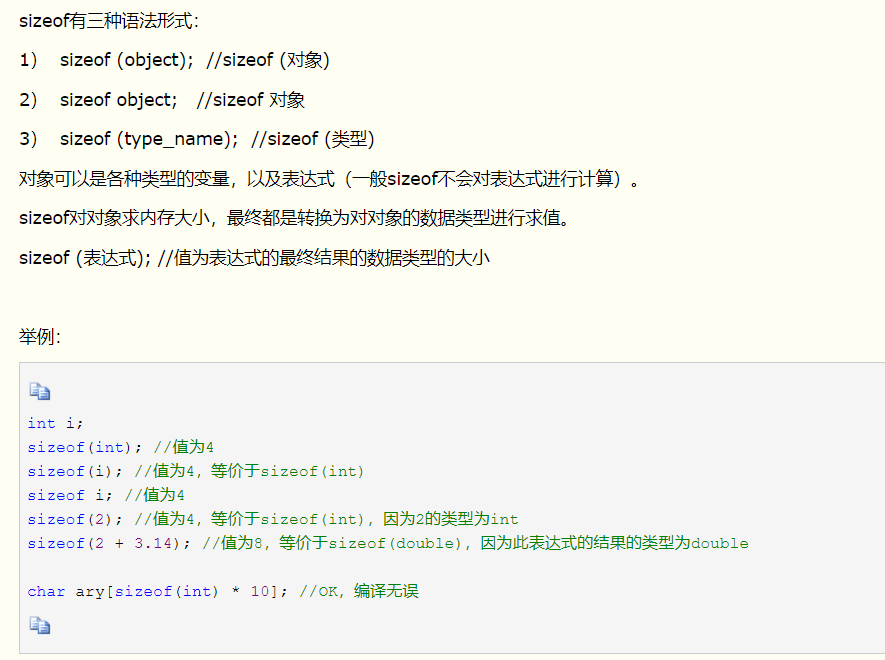 sizeof有三种语法形式：
1） sizeof (object); //sizeof (对象)
2） sizeof object; //sizeof 对象
3） sizeof (type_name); //sizeof (类型)
对象可以是各种类型的变量，以及表达式（一般sizeof不会对表达式进行计算）。
sizeof对对象求内存大小，最终都是转换为对对象的数据类型进行求值。
sizeof (表达式); //值为表达式的最终结果的数据类型的大小
举例：
int i;
sizeof(int); //值为4
sizeof(i); //值为4，等价于sizeof(int)
sizeof i; //值为4
sizeof(2); //值为4，等价于sizeof(int)，因为2的类型为int
sizeof(2 + 3.14); //值为8，等价于sizeof(double)，因为此表达式的结果的类型为double
char ary[sizeof(int) * 10]; //OK，编译无误